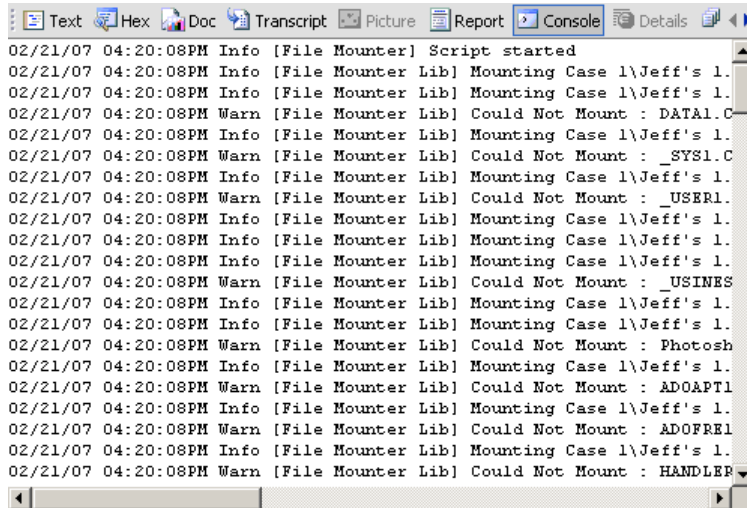 Text Hex Doc Transcript Picture Report Console Details
02/21/07 04:20:08PM Info [File Mounter] Script started
02/21/07 04:20:08PM Info [File Mounter Lib] Mounting Case 1\Jeff's 1.
02/21/07 04:20:08PM Info [File Mounter Lib] Mounting Case 1\Jeff's 1.
02/21/07 04:20:08PM Warn [File Mounter Lib] Could Not Mount : DATA1.C
02/21/07 04:20:08PM Info [File Mounter Lib] Mounting Case 1\Jeff's 1.
02/21/07 04:20:08PM Warn [File Mounter Lib] Could Not Mount : _SYS1.C
02/21/07 04:20:08PM Info [File Mounter Lib] Mounting Case 1\Jeff's 1.
02/21/07 04:20:08PM Warn [File Mounter Lib] Could Not Mount : _USER1.
02/21/07 04:20:08PM Info [File Mounter Lib] Mounting Case 1\Jeff's 1.
02/21/07 04:20:08PM Info [File Mounter Lib] Mounting Case 1\Jeff's 1.
02/21/07 04:20:08PM Info [File Mounter Lib] Mounting Case 1\Jeff's 1.
02/21/07 04:20:08PM Warn [File Mounter Lib] Could Not Mount : _USINES
02/21/07 04:20:08PM Info [File Mounter Lib] Mounting Case 1\Jeff's 1.
02/21/07 04:20:08PM Info [File Mounter Lib] Mounting Case 1\Jeff's 1.
02/21/07 04:20:08PM Warn [File Mounter Lib] Could Not Mount : Photosh
02/21/07 04:20:08PM Info [File Mounter Lib] Mounting Case 1\Jeff's 1.
02/21/07 04:20:08PM Warn [File Mounter Lib] Could Not Mount : ADOAPT1
02/21/07 04:20:08PM Info [File Mounter Lib] Mounting Case 1\Jeff's 1.
02/21/07 04:20:08PM Warn [File Mounter Lib] Could Not Mount : ADOFRE1
02/21/07 04:20:08PM Info [File Mounter Lib] Mounting Case 1\Jeff's 1.
02/21/07 04:20:08PM Warn [File Mounter Lib] Could Not Mount : HANDLER